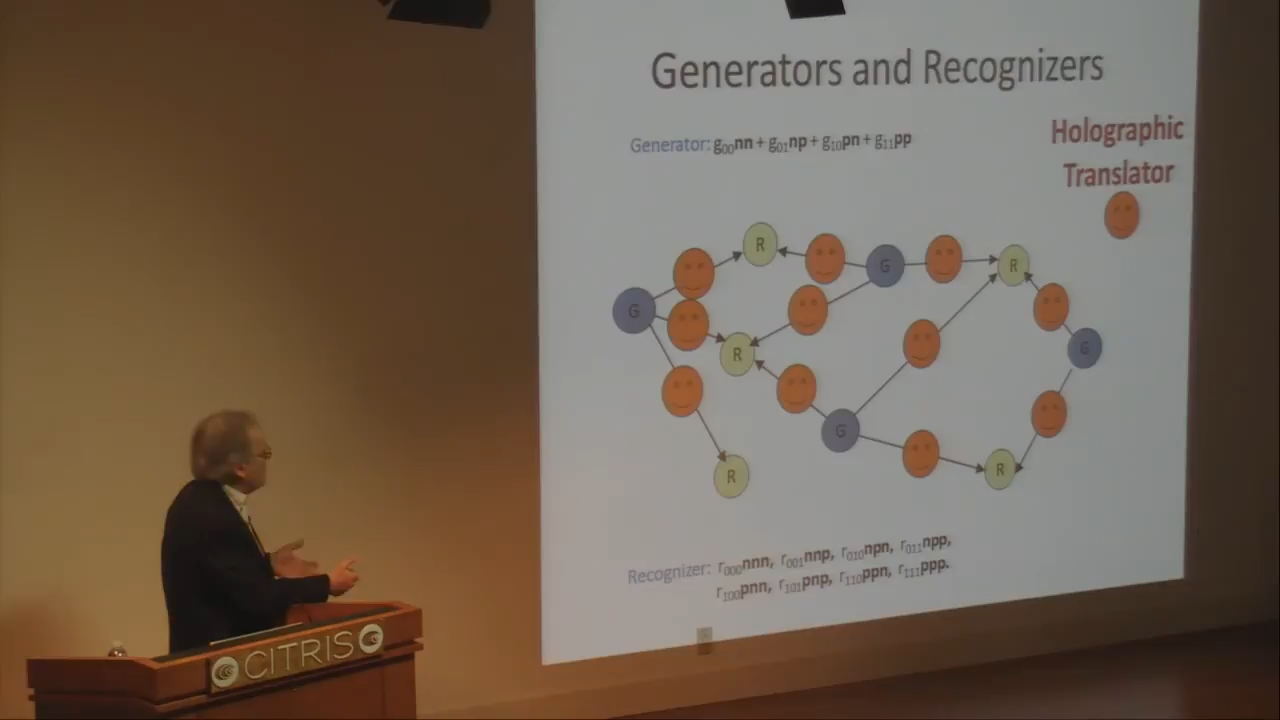 Generators and Recognizers
Generator: g₀₀nn + g₀₁np + g₁₀pn + g₁₁pp
Holographic
Translator
R
G
R
G
R
G
G
R
R
Recognizer: r₀₀₀nnn, r₀₀₁nnp, r₀₁₀npn, r₀₁₁npp,
r₁₀₀pnn, r₁₀₁pnp, r₁₁₀ppn, r₁₁₁ppp.
CITRIS